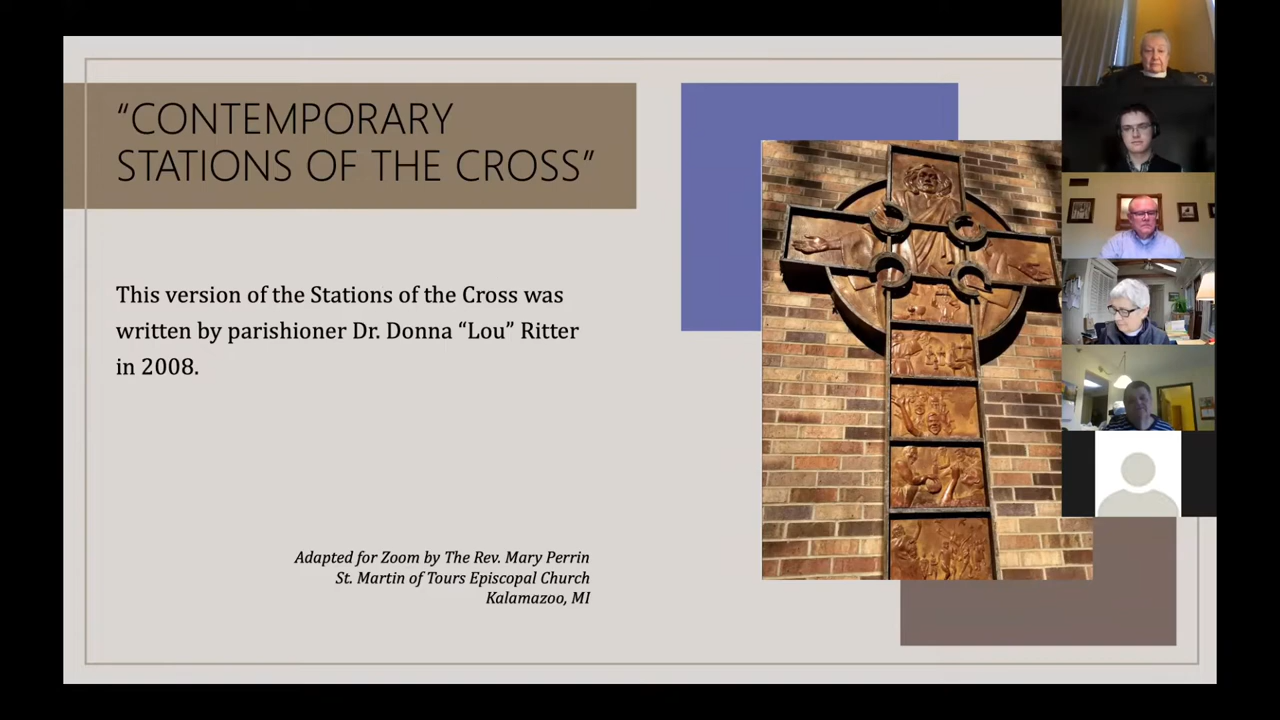 “CONTEMPORARY
STATIONS OF THE CROSS”
This version of the Stations of the Cross was
written by parishioner Dr. Donna “Lou” Ritter
in 2008.
Adapted for Zoom by The Rev. Mary Perrin
St. Martin of Tours Episcopal Church
Kalamazoo, MI